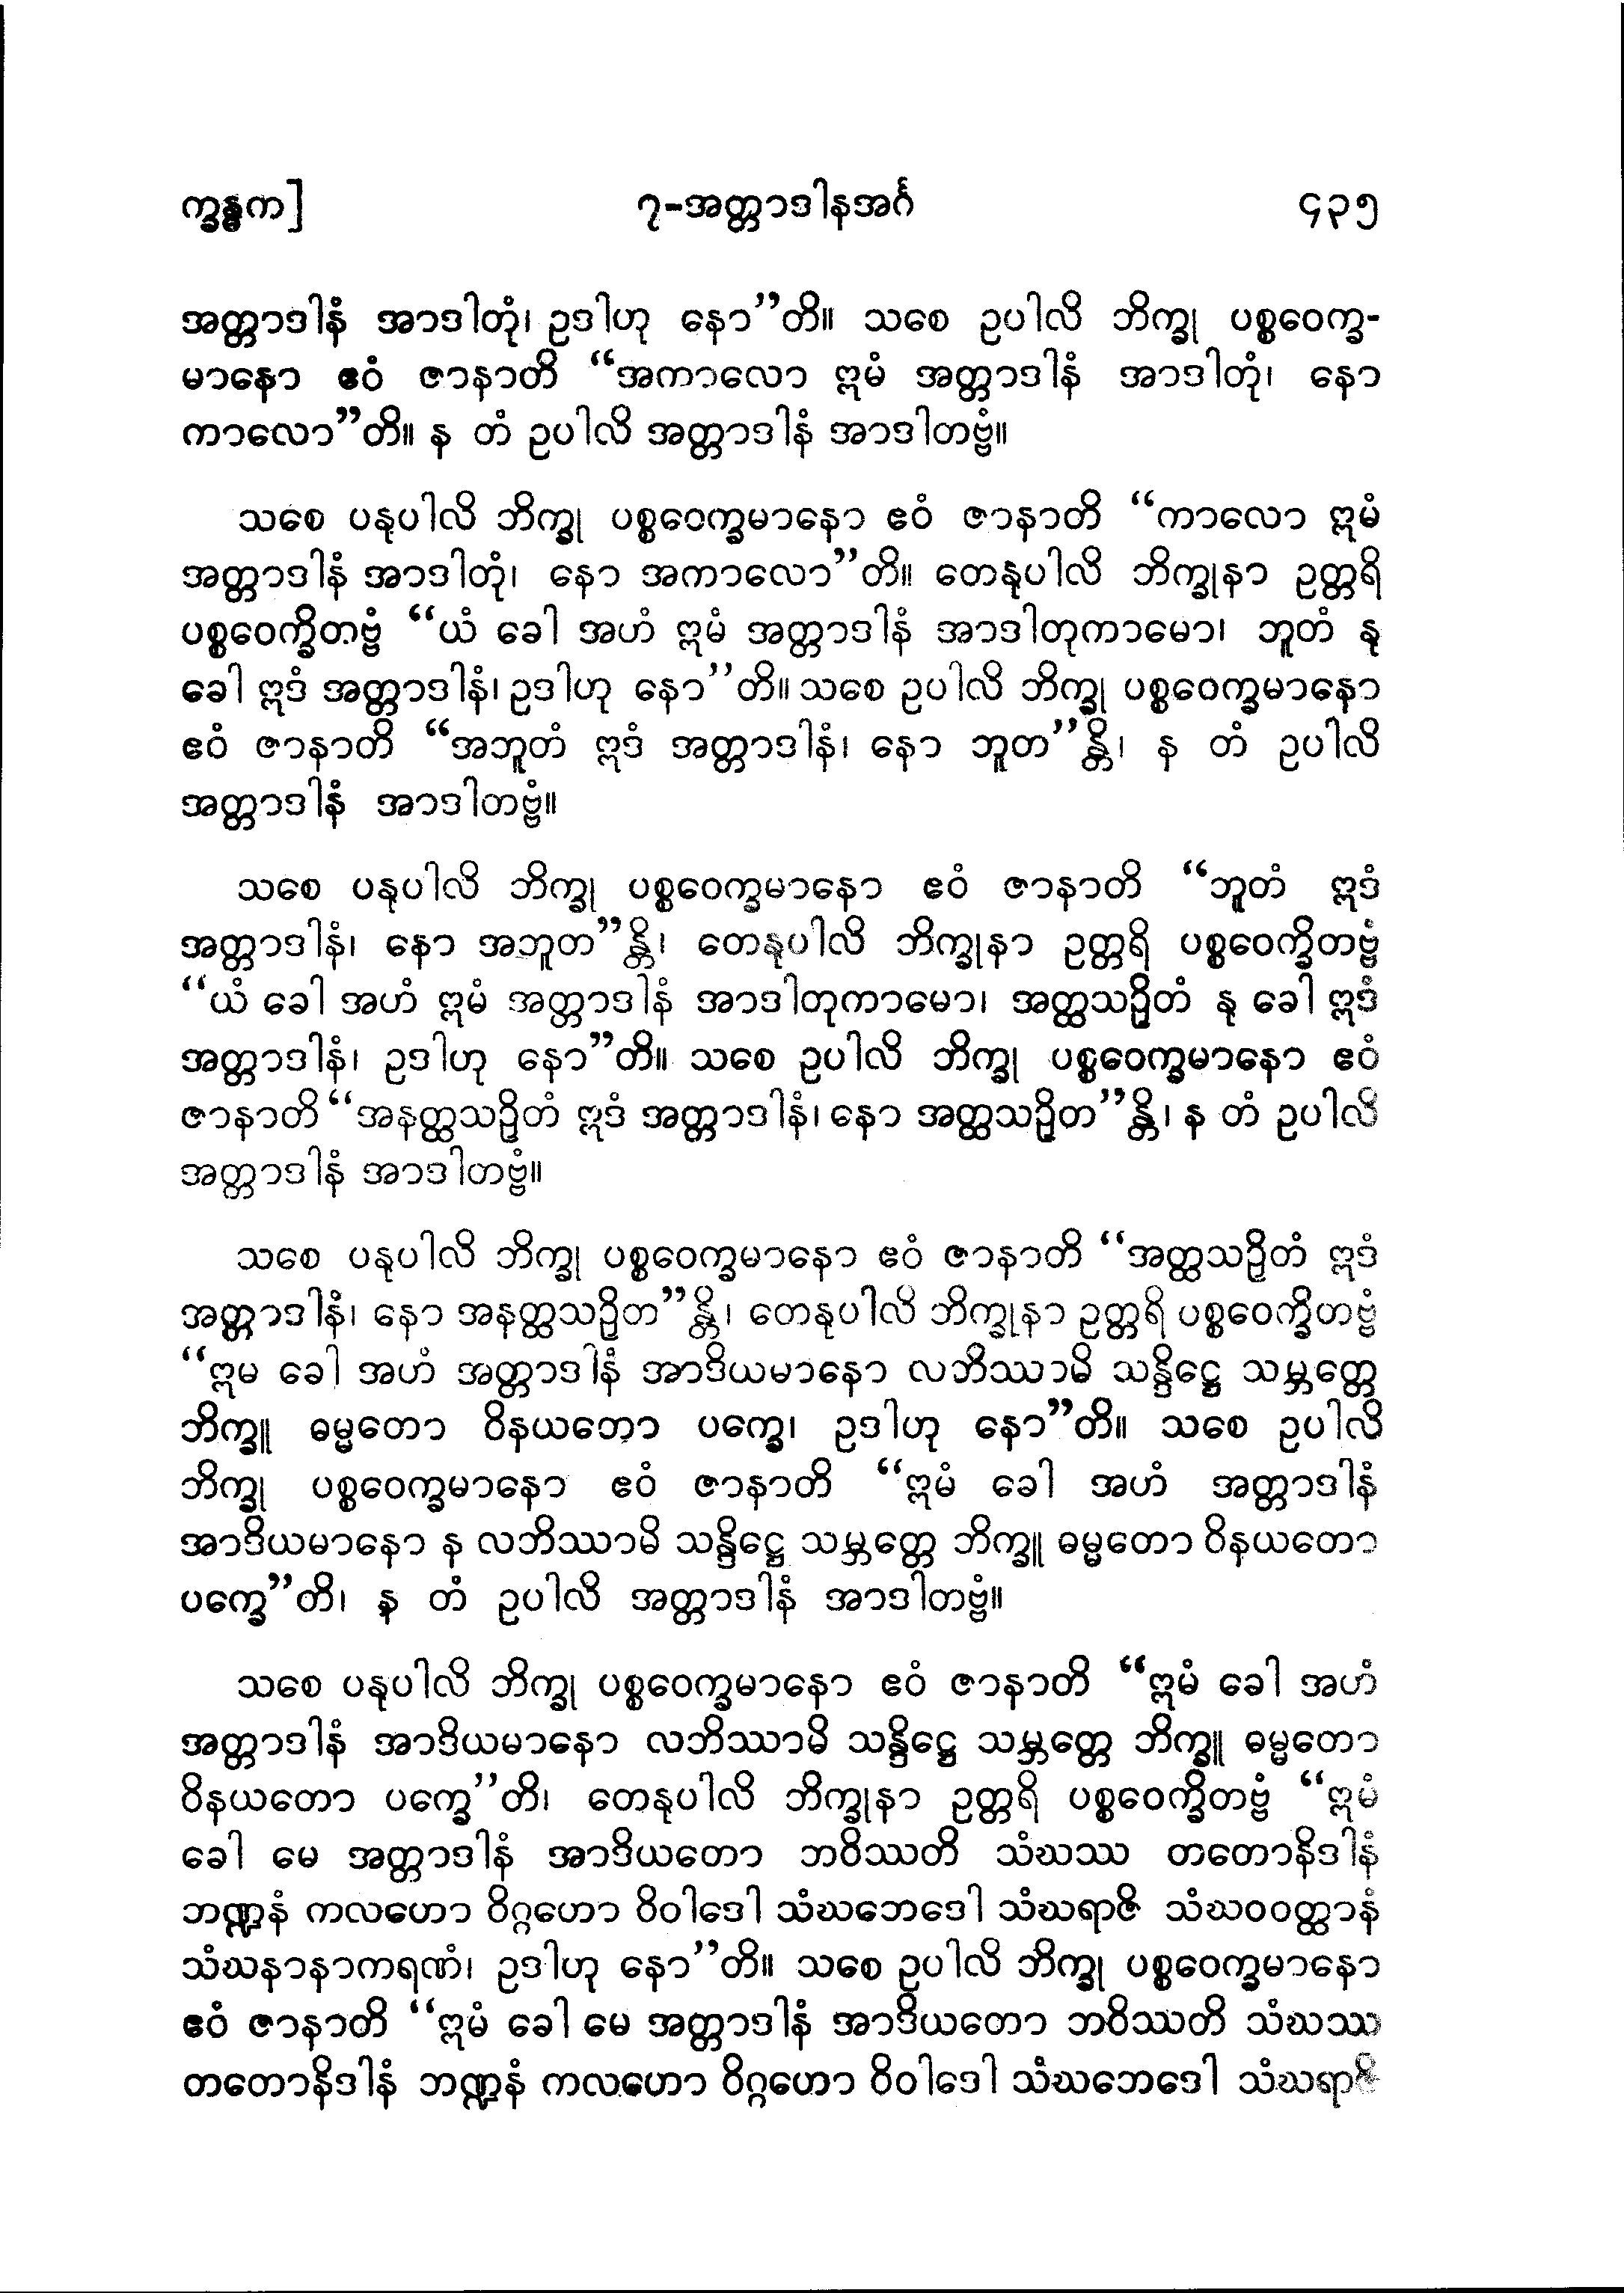 က္ခန္ဓက]
၇-အတ္တာဒါနအင်္ဂ
၄၃၅
အတ္တာဒါနံ အာဒါတုံ၊ ဥဒါဟု နော”တိ။ သစေ ဥပါလိ ဘိက္ခု ပစ္စဝေက္ခ-
မာနော ဧဝံ ဇာနာတိ “အကာလော ဣမံ အတ္တာဒါနံ အာဒါတုံ၊ နော
ကာလော”တိ။ န တံ ဥပါလိ အတ္တာဒါနံ အာဒါတဗ္ဗံ။
သစေ ပနုပါလိ ဘိက္ခု ပစ္စဝေက္ခမာနော ဧဝံ ဇာနာတိ “ကာလော ဣမံ
အတ္တာဒါနံ အာဒါတုံ၊ နော အကာလော”တိ။ တေနုပါလိ ဘိက္ခုနာ ဥတ္တရိ
ပစ္စဝေက္ခိတဗ္ဗံ “ယံ ခေါ အဟံ ဣမံ အတ္တာဒါနံ အာဒါတုကာမော၊ ဘူတံ နု
ခေါ ဣဒံ အတ္တာဒါနံ၊ ဥဒါဟု နော”တိ။ သစေ ဥပါလိ ဘိက္ခု ပစ္စဝေက္ခမာနော
ဧဝံ ဇာနာတိ “အဘူတံ ဣဒံ အတ္တာဒါနံ၊ နော ဘူတ”န္တိ၊ န တံ ဥပါလိ
အတ္တာဒါနံ အာဒါတဗ္ဗံ။
သစေ ပနုပါလိ ဘိက္ခု ပစ္စဝေက္ခမာနော ဧဝံ ဇာနာတိ “ဘူတံ ဣဒံ
အတ္တာဒါနံ၊ နော အဘူတ”န္တိ၊ တေနုပါလိ ဘိက္ခုနာ ဥတ္တရိ ပစ္စဝေက္ခိတဗ္ဗံ
“ယံ ခေါ အဟံ ဣမံ အတ္တာဒါနံ အာဒါတုကာမော၊ အတ္ထသဉှိတံ နု ခေါ ဣဒံ
အတ္တာဒါနံ၊ ဥဒါဟု နော”တိ။ သစေ ဥပါလိ ဘိက္ခု ပစ္စဝေက္ခမာနော ဧဝံ
ဇာနာတိ “အနတ္ထသဉှိတံ ဣဒံ အတ္တာဒါနံ၊ နော အတ္ထသဉှိတ”န္တိ၊ န တံ ဥပါလိ
အတ္တာဒါနံ အာဒါတဗ္ဗံ။
သစေ ပနုပါလိ ဘိက္ခု ပစ္စဝေက္ခမာနော ဧဝံ ဇာနာတိ “အတ္ထသဉှိတံ ဣဒံ
အတ္တာဒါနံ၊ နော အနတ္ထသဉှိတ”န္တိ၊ တေနုပါလိ ဘိက္ခုနာ ဥတ္တရိ ပစ္စဝေက္ခိတဗ္ဗံ
“ဣမ ခေါ အဟံ အတ္တာဒါနံ အာဒိယမာနော လဘိဿာမိ သန္ဒိဋ္ဌေ သမ္ဘတ္တေ
ဘိက္ခူ ဓမ္မတော ဝိနယတော ပက္ခေ၊ ဥဒါဟု နော”တိ။ သစေ ဥပါလိ
ဘိက္ခု ပစ္စဝေက္ခမာနော ဧဝံ ဇာနာတိ “ဣမံ ခေါ အဟံ အတ္တာဒါနံ
အာဒိယမာနော န လဘိဿာမိ သန္ဒိဋ္ဌေ သမ္ဘတ္တေ ဘိက္ခူ ဓမ္မတော ဝိနယတော
ပက္ခေ”တိ၊ န တံ ဥပါလိ အတ္တာဒါနံ အာဒါတဗ္ဗံ။
သစေ ပနုပါလိ ဘိက္ခု ပစ္စဝေက္ခမာနော ဧဝံ ဇာနာတိ “ဣမံ ခေါ အဟံ
အတ္တာဒါနံ အာဒိယမာနော လဘိဿာမိ သန္ဒိဋ္ဌေ သမ္ဘတ္တေ ဘိက္ခူ ဓမ္မတော
ဝိနယတော ပက္ခေ”တိ၊ တေနုပါလိ ဘိက္ခုနာ ဥတ္တရိ ပစ္စဝေက္ခိတဗ္ဗံ “ဣမံ
ခေါ မေ အတ္တာဒါနံ အာဒိယတော ဘဝိဿတိ သံဃဿ တတောနိဒါနံ
ဘဏ္ဍနံ ကလဟော ဝိဂ္ဂဟော ဝိဝါဒေါ သံဃဘေဒေါ သံဃရာဇိ သံဃဝဝတ္ထာနံ
သံဃနာနာကရဏံ၊ ဥဒါဟု နော”တိ။ သစေ ဥပါလိ ဘိက္ခု ပစ္စဝေက္ခမာနော
ဧဝံ ဇာနာတိ “ဣမံ ခေါ မေ အတ္တာဒါနံ အာဒိယတော ဘဝိဿတိ သံဃဿ
တတောနိဒါနံ ဘဏ္ဍနံ ကလဟော ဝိဂ္ဂဟော ဝိဝါဒေါ သံဃဘေဒေါ သံဃရာဇိ